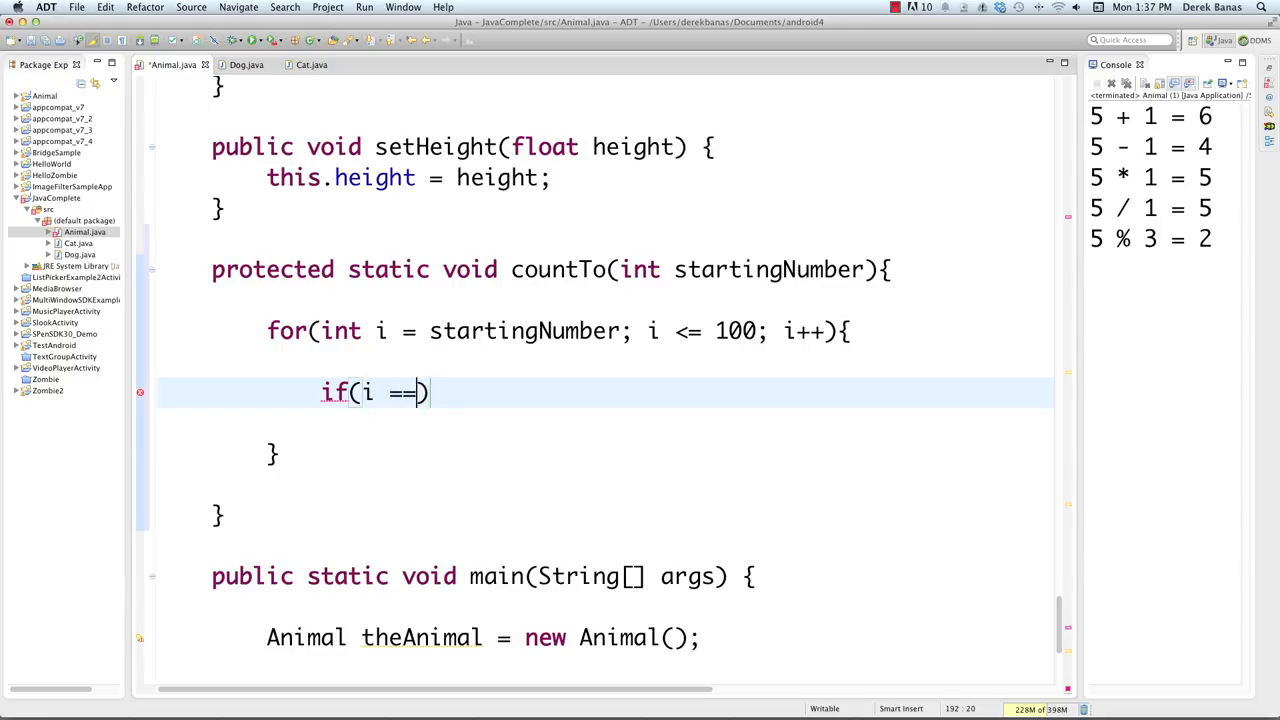 ADT File Edit Refactor Source Navigate Search Project Run Window Help
10 Mon 1:37 PM Derek Banas
Java – JavaComplete/src/Animal.java – ADT – /Users/derekbanas/Documents/android4
Quick Access Java DDMS
Package Exp
*Animal.java Dog.java Cat.java
Console
Animal
appcompat_v7
appcompat_v7_2
appcompat_v7_3
appcompat_v7_4
BridgeSample
HelloWorld
HelloZombie
ImageFilterSampleApp
JavaComplete
src
(default package)
Animal.java
Cat.java
Dog.java
JRE System Library [Ja
ListPickerExample2Activi
MediaBrowser
MultiWindowSDKExample
MusicPlayerActivity
SlookActivity
SPenSDK30_Demo
TestAndroid
TextGroupActivity
VideoPlayerActivity
Zombie
Zombie2
}
public void setHeight(float height) {
this.height = height;
}
protected static void countTo(int startingNumber){
for(int i = startingNumber; i <= 100; i++){
if(i ==)
}
}
public static void main(String[] args) {
Animal theAnimal = new Animal();
<terminated> Animal (1) [Java Application] /S
5 + 1 = 6
5 - 1 = 4
5 * 1 = 5
5 / 1 = 5
5 % 3 = 2
Writable Smart Insert 192 : 20 228M of 398M